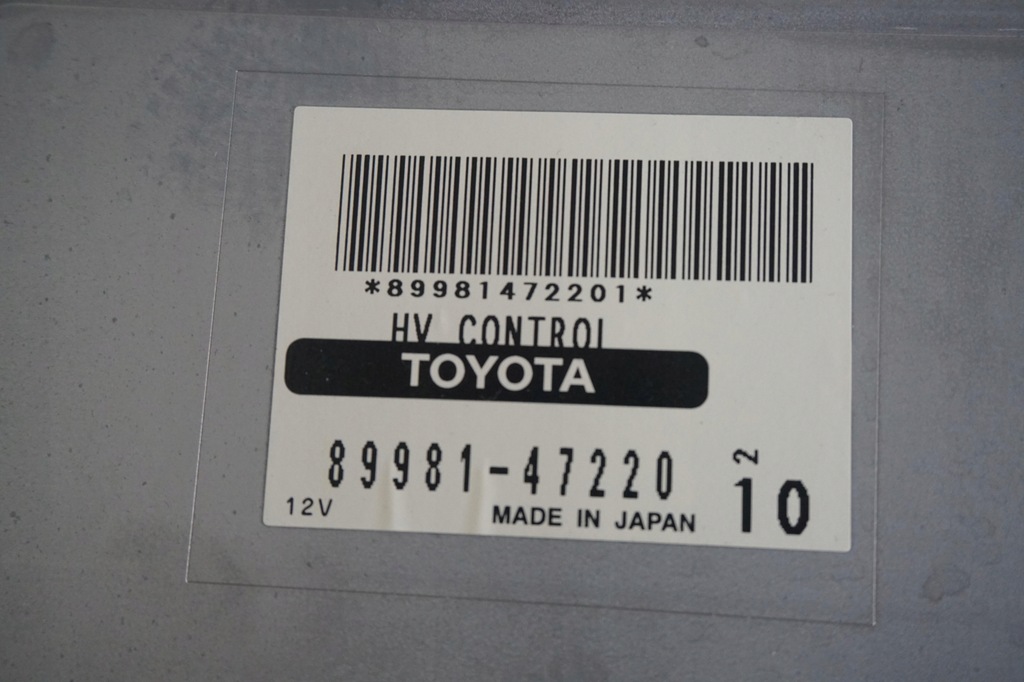 *89981472201*
HV CONTROL
TOYOTA
89981-47220
2
10
12V
MADE IN JAPAN